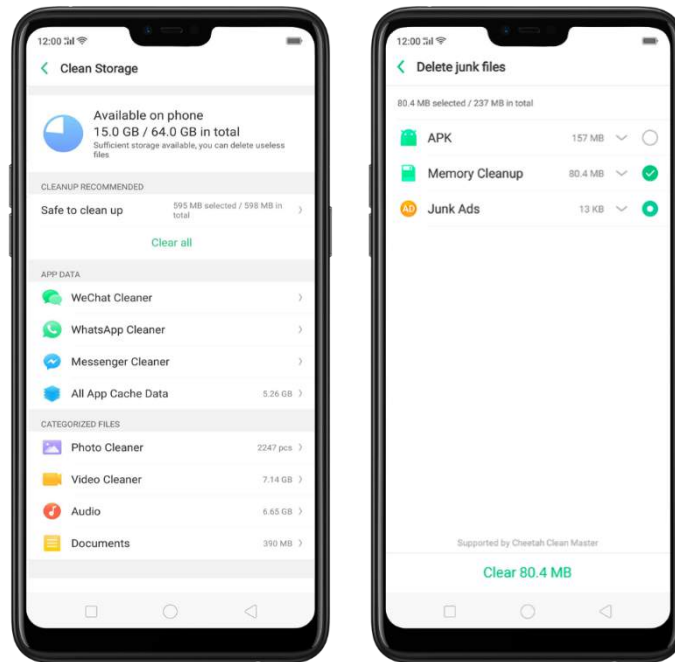 12:00
Clean Storage
Available on phone
15.0 GB / 64.0 GB in total
Sufficient storage available, you can delete useless
files
CLEANUP RECOMMENDED
Safe to clean up 595 MB selected / 598 MB in
total
Clear all
APP DATA
WeChat Cleaner
WhatsApp Cleaner
Messenger Cleaner
All App Cache Data 5.26 GB
CATEGORIZED FILES
Photo Cleaner 2247 pcs
Video Cleaner 7.14 GB
Audio 6.65 GB
Documents 390 MB
12:00
Delete junk files
80.4 MB selected / 237 MB in total
APK 157 MB
Memory Cleanup 80.4 MB
AD Junk Ads 13 KB
Supported by Cheetah Clean Master
Clear 80.4 MB